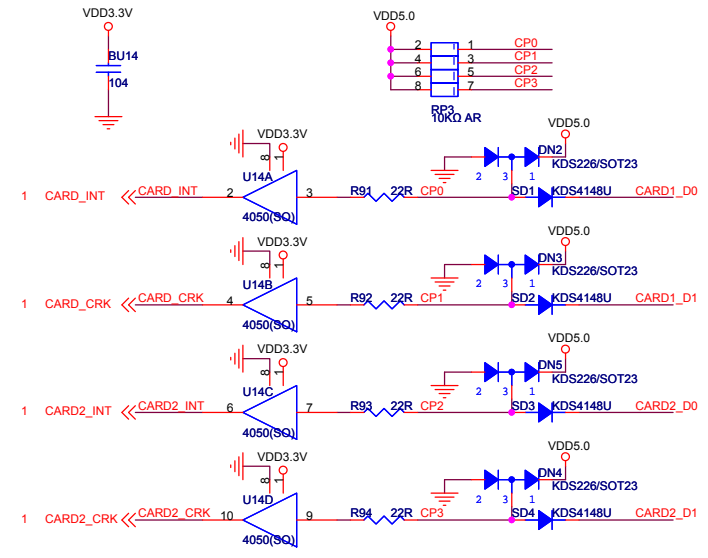 VDD3.3V
BU14
104
VDD5.0
2 1 CP0
4 3 CP1
6 5 CP2
8 7 CP3
RP3
10KΩ AR
VDD3.3V
VDD5.0
8 1
DN2
KDS226/SOT23
2 3 1
U14A
1 CARD_INT CARD_INT 2 3 R91 22R CP0 SD1 KDS4148U CARD1_D0
4050(SO)
VDD3.3V
VDD5.0
8 1
DN3
KDS226/SOT23
2 3 1
U14B
1 CARD_CRK CARD_CRK 4 5 R92 22R CP1 SD2 KDS4148U CARD1_D1
4050(SO)
VDD3.3V
VDD5.0
8 1
DN5
KDS226/SOT23
2 3 1
U14C
1 CARD2_INT CARD2_INT 6 7 R93 22R CP2 SD3 KDS4148U CARD2_D0
4050(SO)
VDD3.3V
VDD5.0
8 1
DN4
KDS226/SOT23
2 3 1
U14D
1 CARD2_CRK CARD2_CRK 10 9 R94 22R CP3 SD4 KDS4148U CARD2_D1
4050(SO)